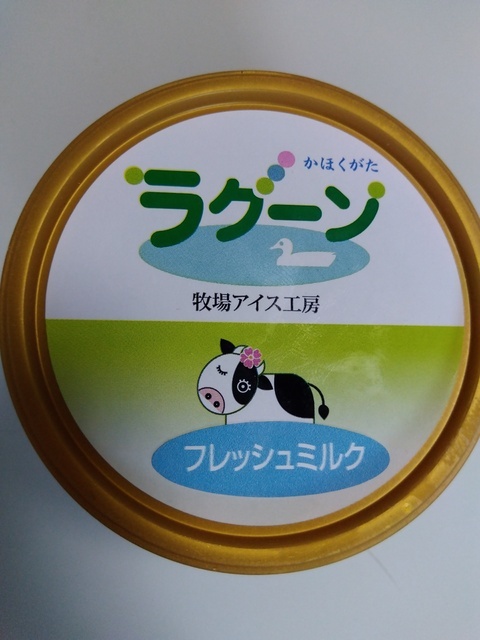 かほくがた
ラグーン
牧場アイス工房
フレッシュミルク